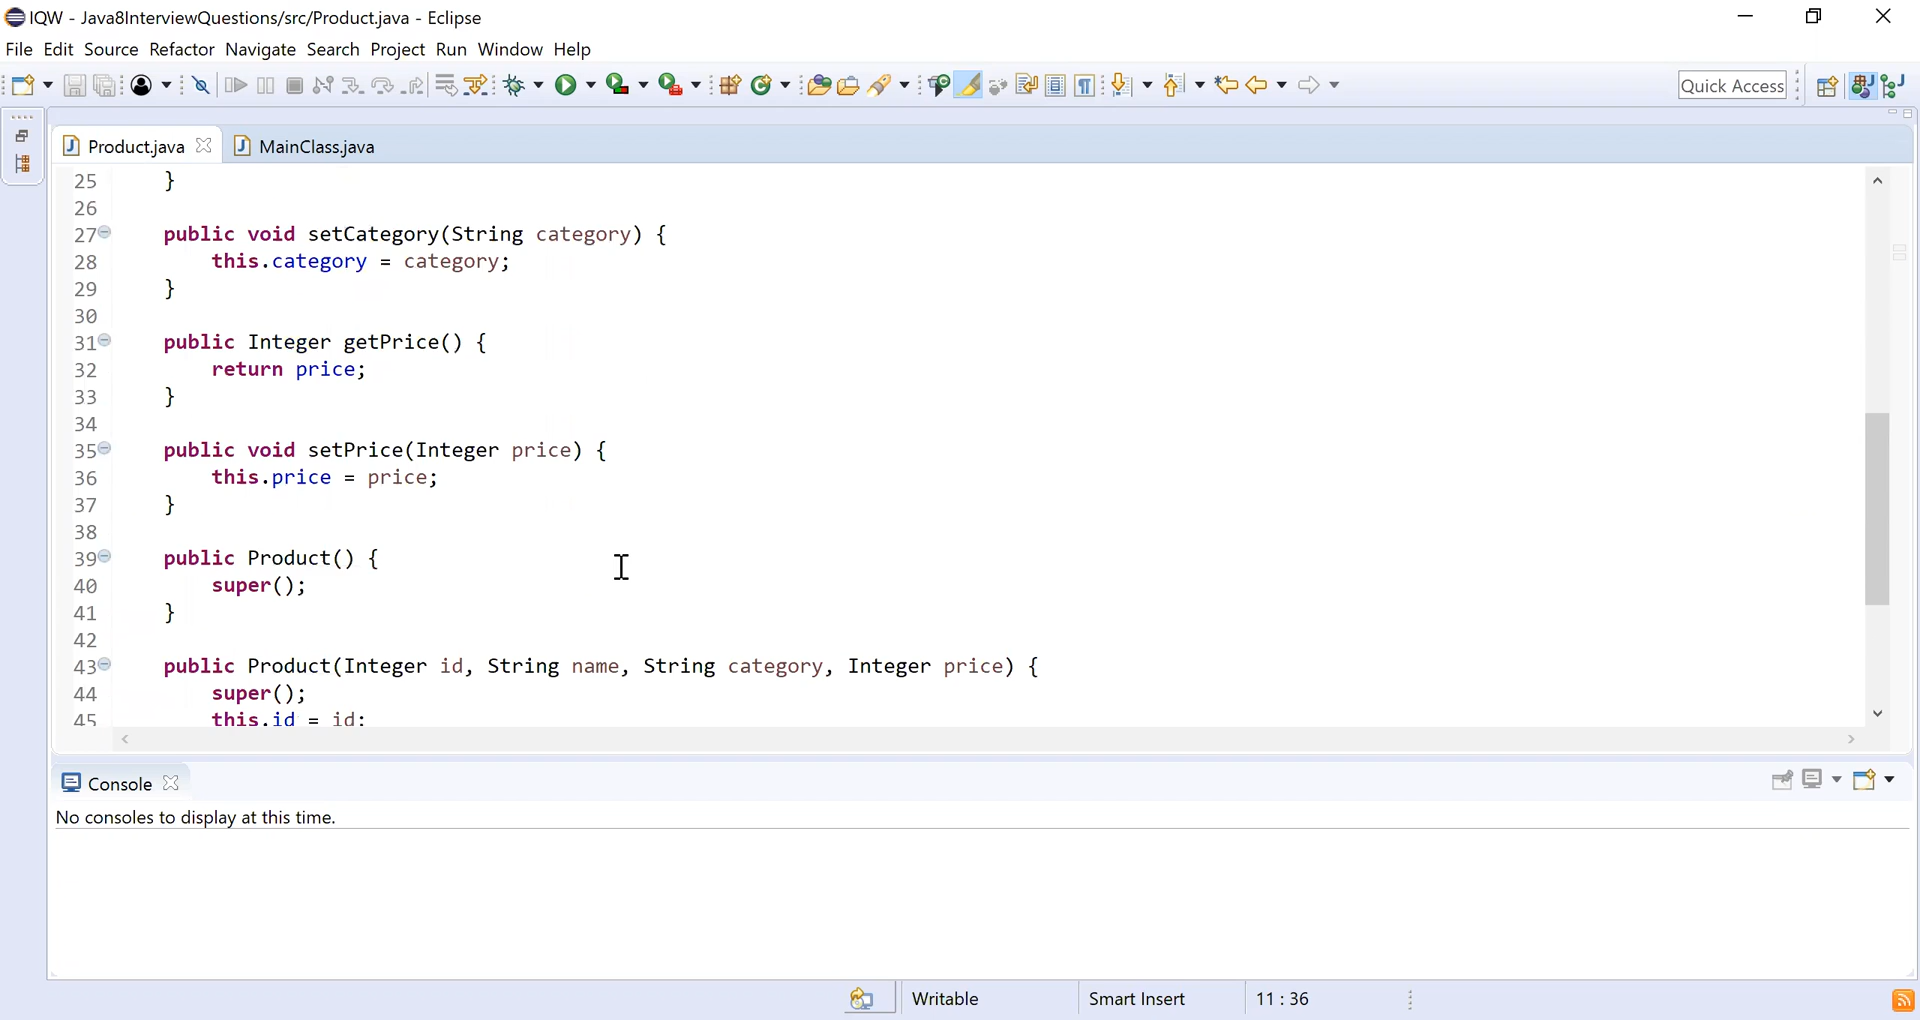 IQW - Java8InterviewQuestions/src/Product.java - Eclipse
File Edit Source Refactor Navigate Search Project Run Window Help
Quick Access
Product.java MainClass.java
25 }
26
27 public void setCategory(String category) {
28 this.category = category;
29 }
30
31 public Integer getPrice() {
32 return price;
33 }
34
35 public void setPrice(Integer price) {
36 this.price = price;
37 }
38
39 public Product() {
40 super();
41 }
42
43 public Product(Integer id, String name, String category, Integer price) {
44 super();
45 this.id = id;
Console
No consoles to display at this time.
Writable Smart Insert 11 : 36